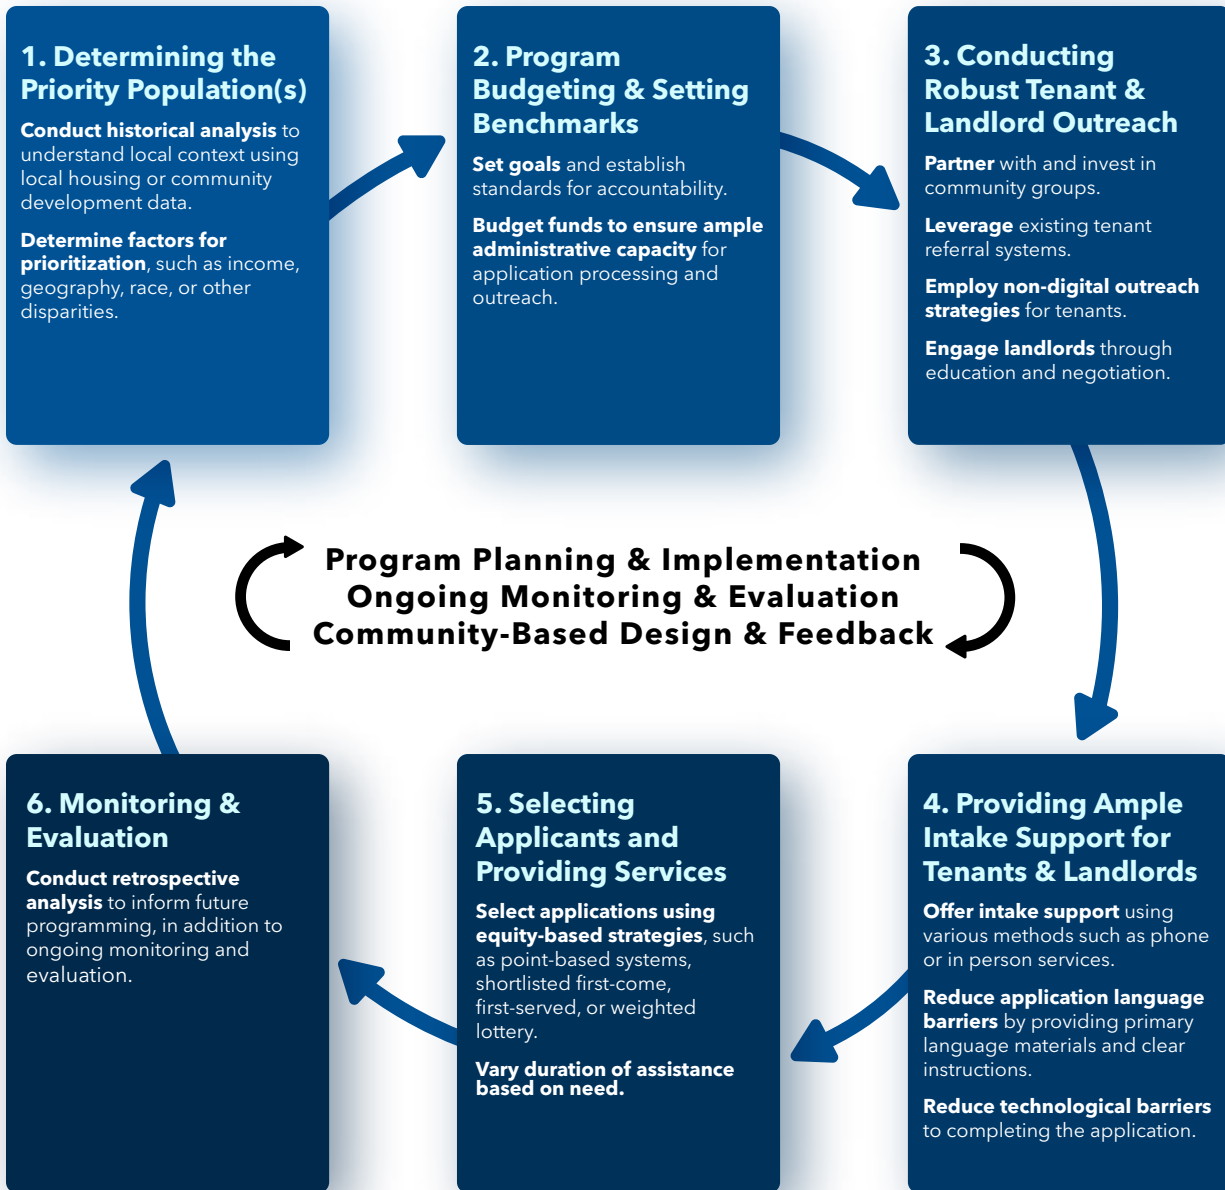 1. Determining the
Priority Population(s)
Conduct historical analysis to
understand local context using
local housing or community
development data.
Determine factors for
prioritization, such as income,
geography, race, or other
disparities.
2. Program
Budgeting & Setting
Benchmarks
Set goals and establish
standards for accountability.
Budget funds to ensure ample
administrative capacity for
application processing and
outreach.
3. Conducting
Robust Tenant &
Landlord Outreach
Partner with and invest in
community groups.
Leverage existing tenant
referral systems.
Employ non-digital outreach
strategies for tenants.
Engage landlords through
education and negotiation.
Program Planning & Implementation
Ongoing Monitoring & Evaluation
Community-Based Design & Feedback
4. Providing Ample
Intake Support for
Tenants & Landlords
Offer intake support using
various methods such as phone
or in person services.
Reduce application language
barriers by providing primary
language materials and clear
instructions.
Reduce technological barriers
to completing the application.
5. Selecting
Applicants and
Providing Services
Select applications using
equity-based strategies, such
as point-based systems,
shortlisted first-come,
first-served, or weighted
lottery.
Vary duration of assistance
based on need.
6. Monitoring &
Evaluation
Conduct retrospective
analysis to inform future
programming, in addition to
ongoing monitoring and
evaluation.